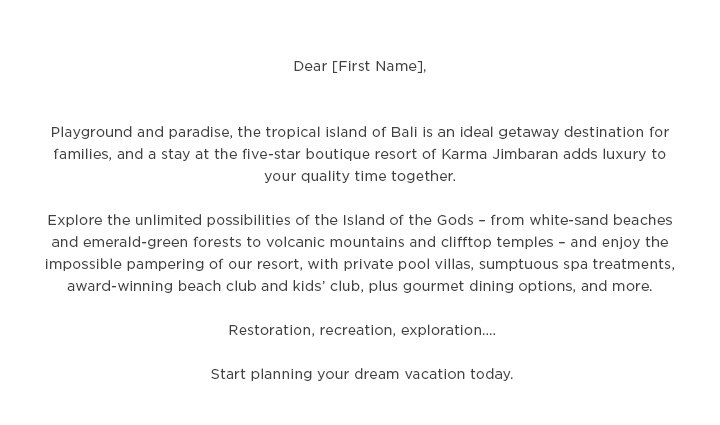 Dear [First Name],
Playground and paradise, the tropical island of Bali is an ideal getaway destination for
families, and a stay at the five-star boutique resort of Karma Jimbaran adds luxury to
your quality time together.
Explore the unlimited possibilities of the Island of the Gods – from white-sand beaches
and emerald-green forests to volcanic mountains and clifftop temples – and enjoy the
impossible pampering of our resort, with private pool villas, sumptuous spa treatments,
award-winning beach club and kids' club, plus gourmet dining options, and more.
Restoration, recreation, exploration....
Start planning your dream vacation today.